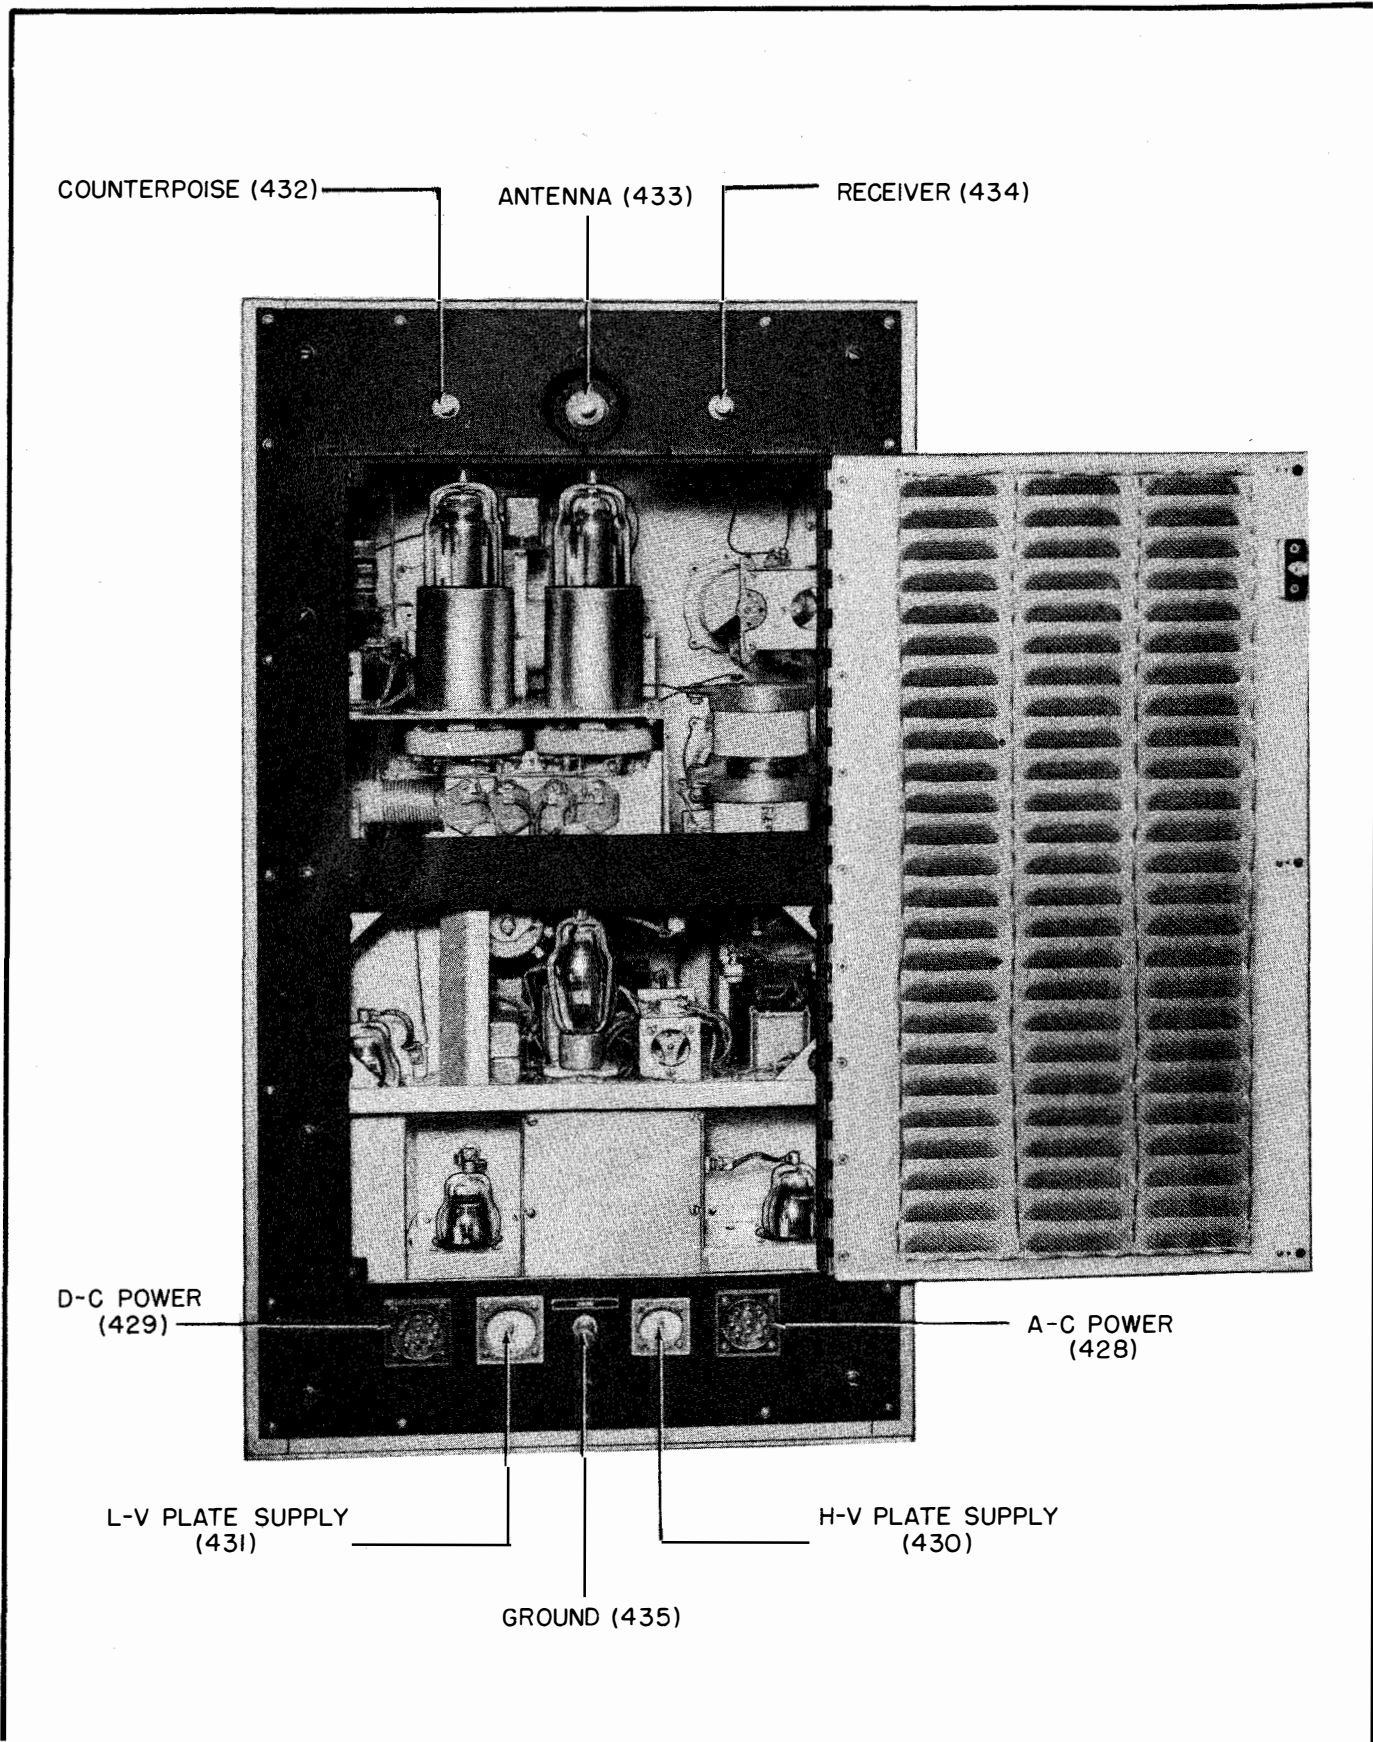 COUNTERPOISE (432)
ANTENNA (433)
RECEIVER (434)
D-C POWER
(429)
A-C POWER
(428)
L-V PLATE SUPPLY
(431)
H-V PLATE SUPPLY
(430)
GROUND (435)